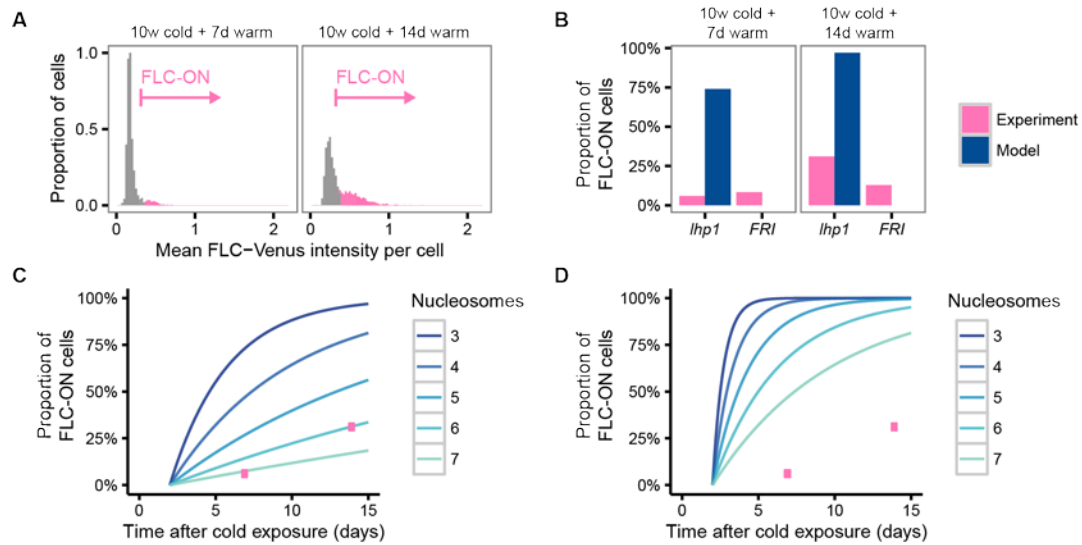 A
10w cold + 7d warm
10w cold + 14d warm
FLC-ON
FLC-ON
1.0
0.5
0.0
Proportion of cells
0
1
2
0
1
2
Mean FLC−Venus intensity per cell
B
10w cold +
7d warm
10w cold +
14d warm
100%
75%
50%
25%
0%
Proportion of
FLC-ON cells
lhp1
FRI
lhp1
FRI
Experiment
Model
C
100%
75%
50%
25%
0%
Proportion of
FLC-ON cells
0
5
10
15
Time after cold exposure (days)
Nucleosomes
3
4
5
6
7
D
100%
75%
50%
25%
0%
Proportion of
FLC-ON cells
0
5
10
15
Time after cold exposure (days)
Nucleosomes
3
4
5
6
7